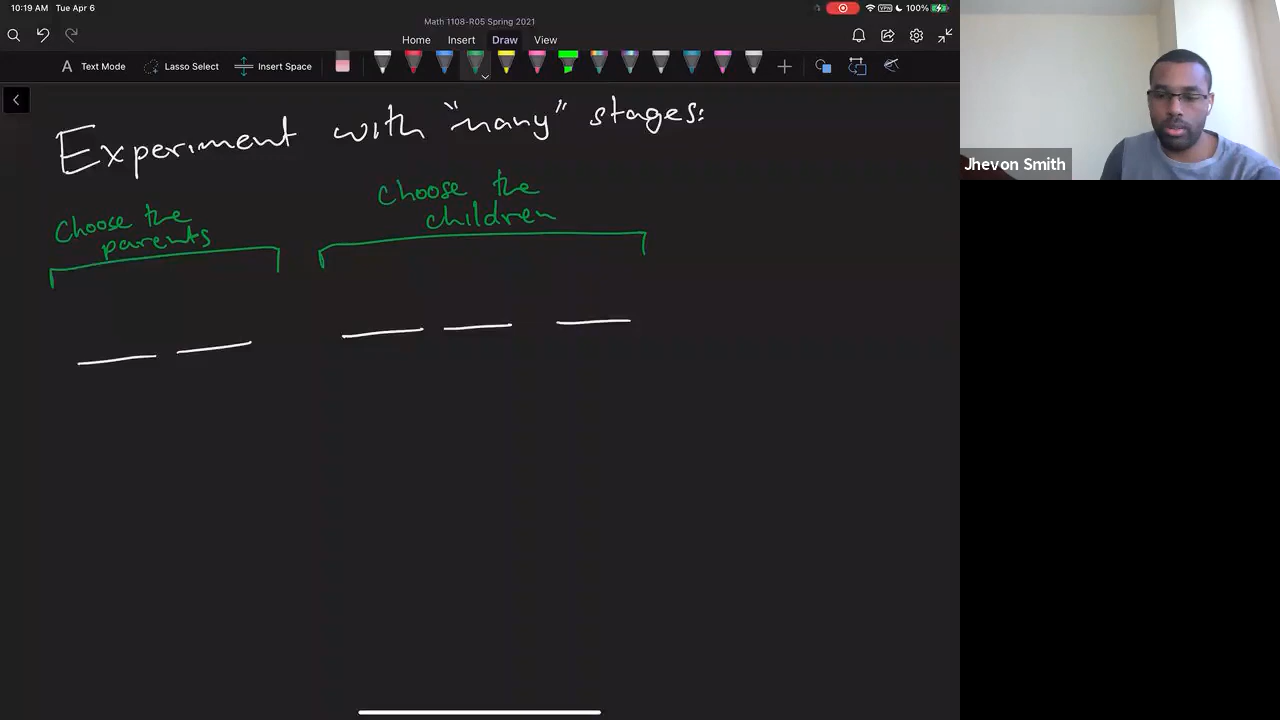 10:19 AM Tue Apr 6
VPN 100%
Math 1108-R05 Spring 2021
Home Insert Draw View
Text Mode Lasso Select Insert Space
Experiment with "many" stages:
Choose the
parents
Choose the
children
Jhevon Smith